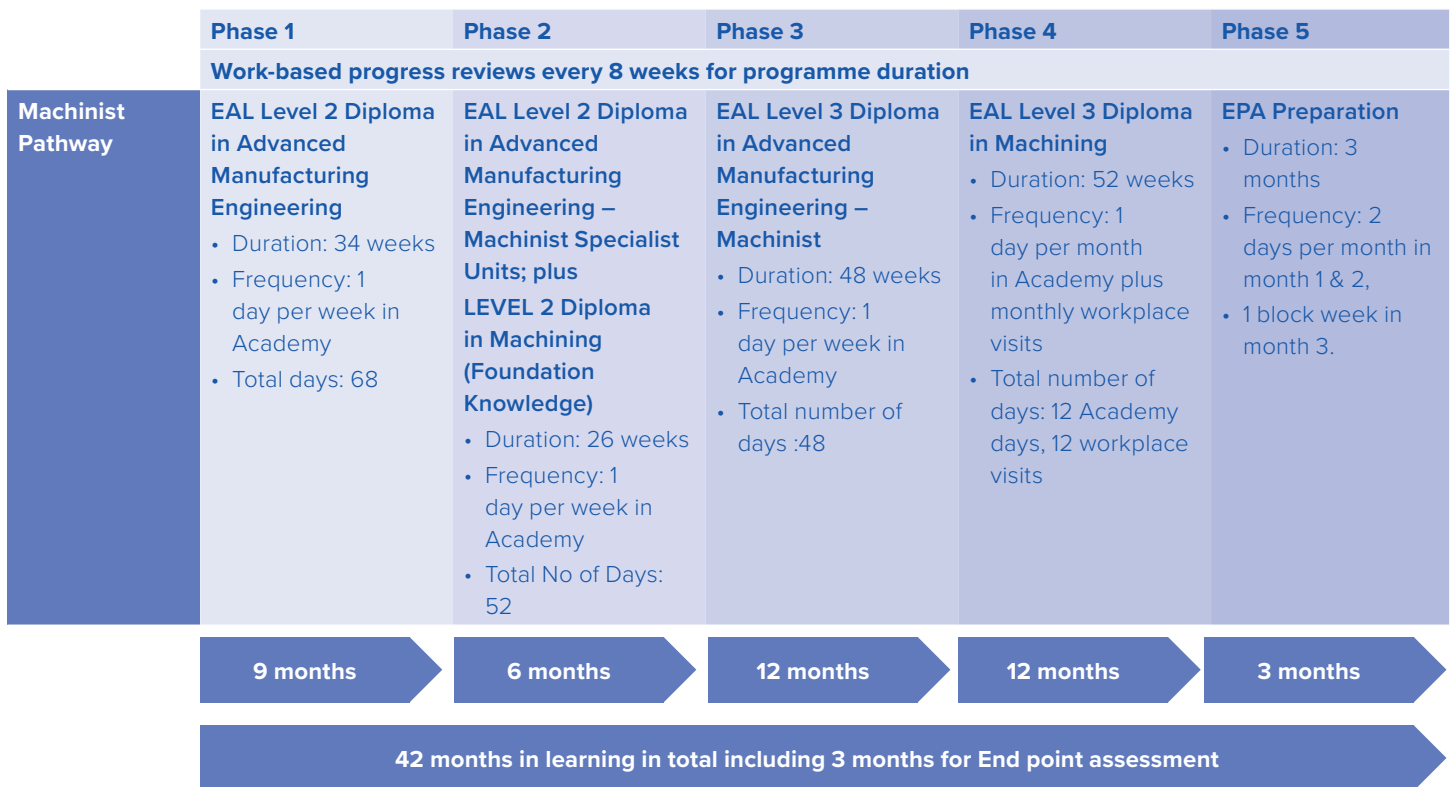 Phase 1
Phase 2
Phase 3
Phase 4
Phase 5
Work-based progress reviews every 8 weeks for programme duration
Machinist
Pathway
EAL Level 2 Diploma
in Advanced
Manufacturing
Engineering
• Duration: 34 weeks
• Frequency: 1
day per week in
Academy
• Total days: 68
EAL Level 2 Diploma
in Advanced
Manufacturing
Engineering –
Machinist Specialist
Units; plus
LEVEL 2 Diploma
in Machining
(Foundation
Knowledge)
• Duration: 26 weeks
• Frequency: 1
day per week in
Academy
• Total No of Days:
52
EAL Level 3 Diploma
in Advanced
Manufacturing
Engineering –
Machinist
• Duration: 48 weeks
• Frequency: 1
day per week in
Academy
• Total number of
days :48
EAL Level 3 Diploma
in Machining
• Duration: 52 weeks
• Frequency: 1
day per month
in Academy plus
monthly workplace
visits
• Total number of
days: 12 Academy
days, 12 workplace
visits
EPA Preparation
• Duration: 3
months
• Frequency: 2
days per month in
month 1 & 2,
• 1 block week in
month 3.
9 months
6 months
12 months
12 months
3 months
42 months in learning in total including 3 months for End point assessment